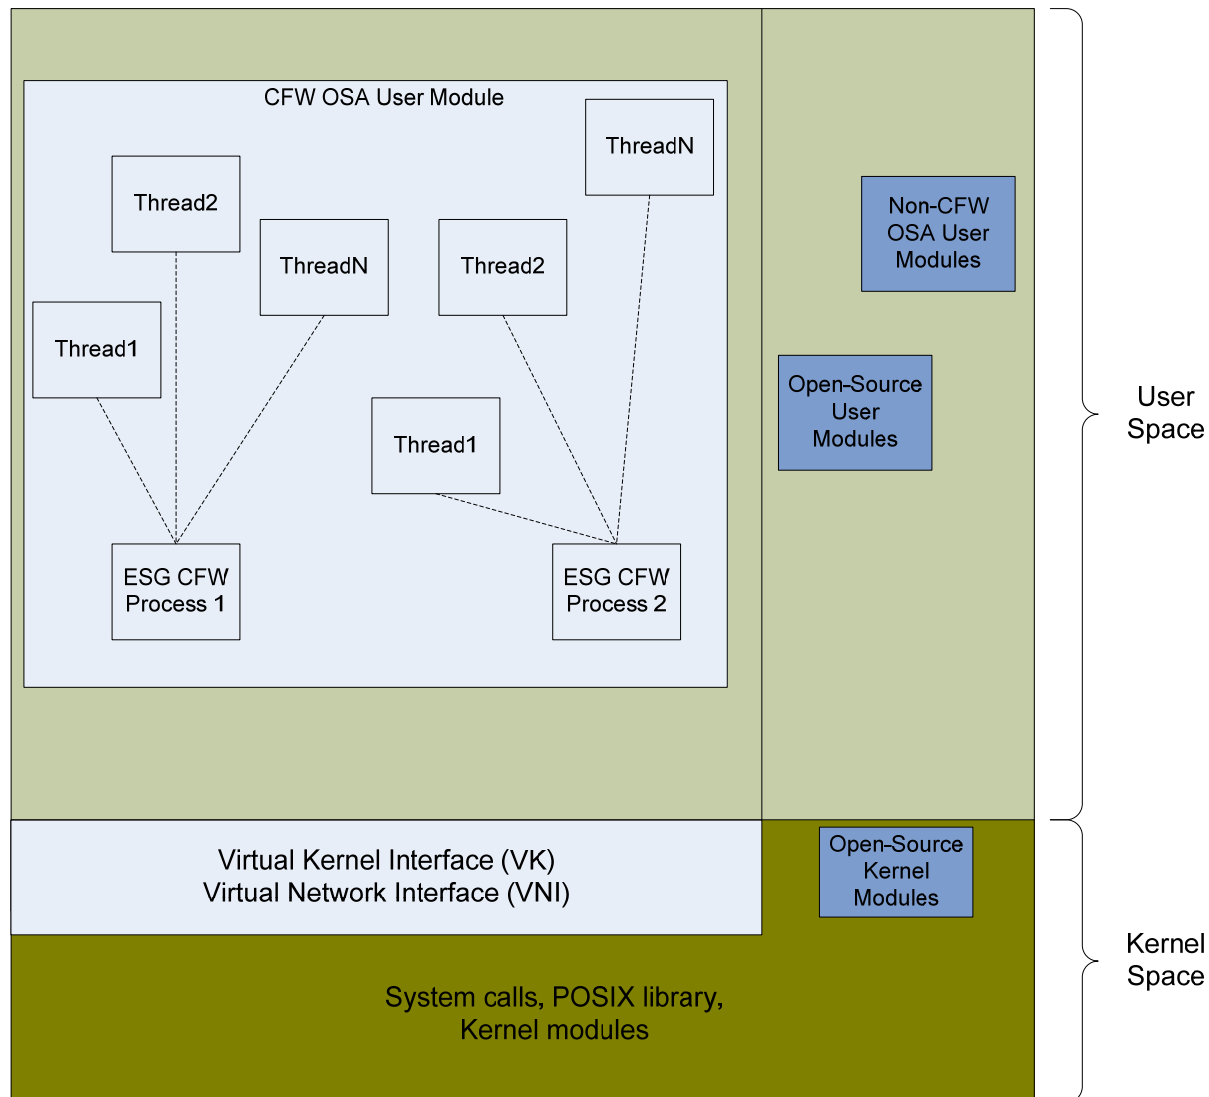 CFW OSA User Module
ThreadN
Thread2
ThreadN
Thread2
Thread1
Thread1
ESG CFW
Process 1
ESG CFW
Process 2
Non-CFW
OSA User
Modules
Open-Source
User
Modules
User
Space
Virtual Kernel Interface (VK)
Virtual Network Interface (VNI)
Open-Source
Kernel
Modules
Kernel
Space
System calls, POSIX library,
Kernel modules